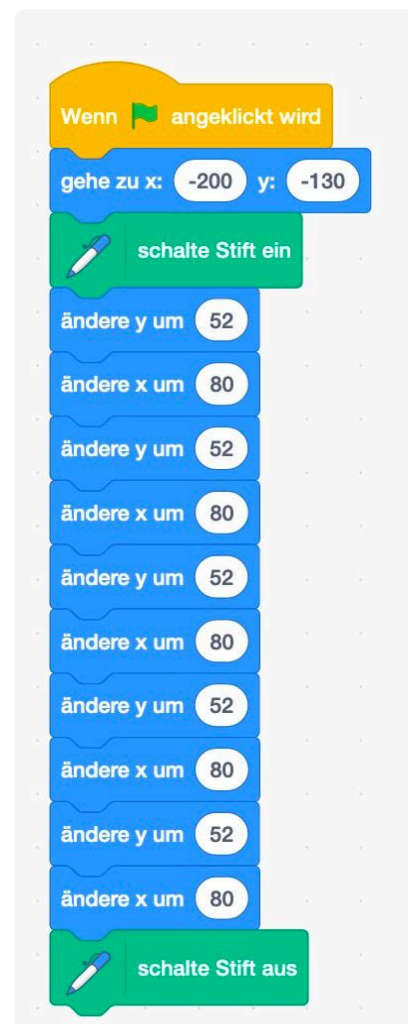 Wenn angeklickt wird
gehe zu x: -200 y: -130
schalte Stift ein
ändere y um 52
ändere x um 80
ändere y um 52
ändere x um 80
ändere y um 52
ändere x um 80
ändere y um 52
ändere x um 80
ändere y um 52
ändere x um 80
schalte Stift aus